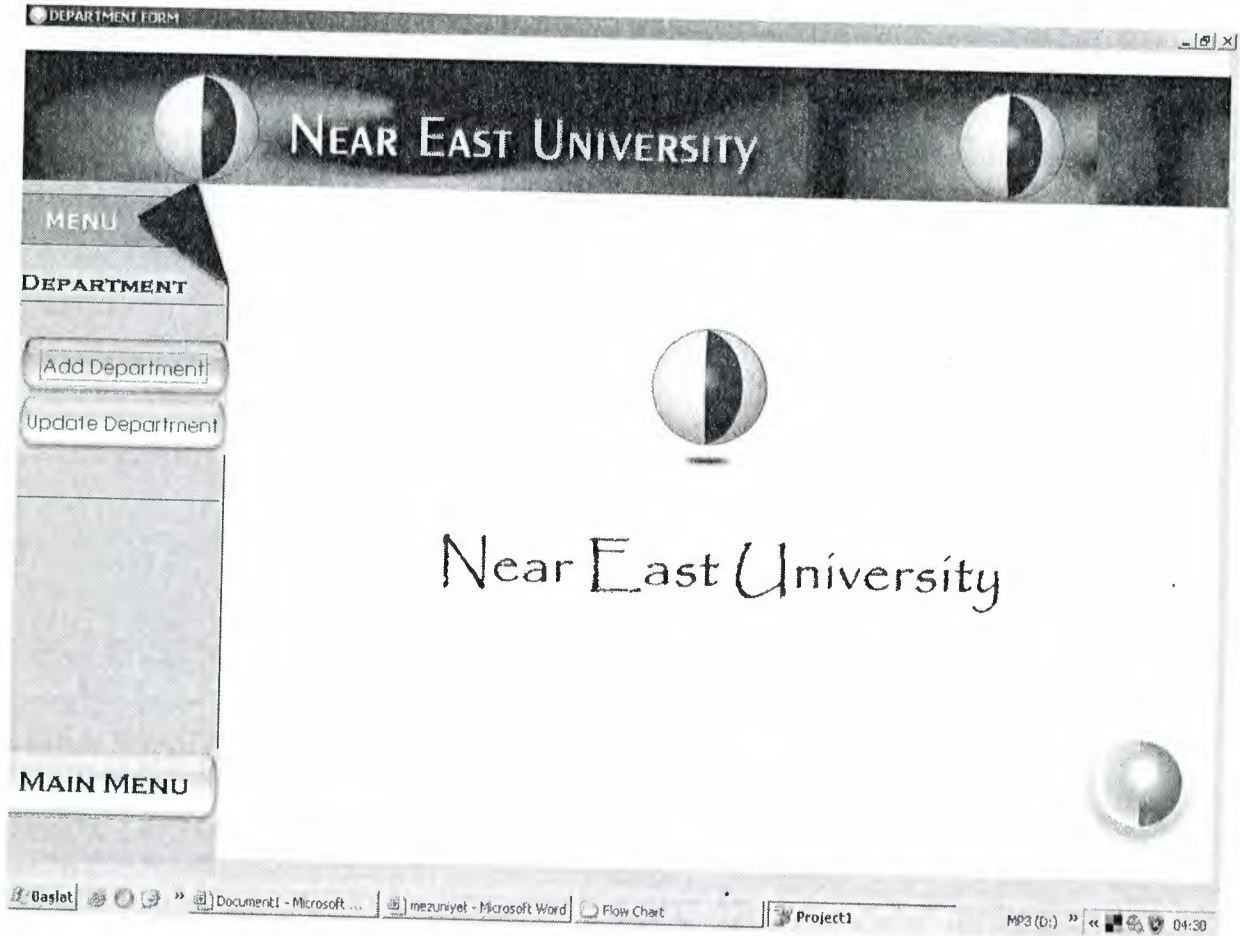 DEPARTMENT FORM
NEAR EAST UNIVERSITY
MENU
DEPARTMENT
Add Department
Update Department
Near East University
MAIN MENU
Başlat » Document1 - Microsoft ... mezuniyet - Microsoft Word Flow Chart Project1 MP3 (D:) » « 04:30